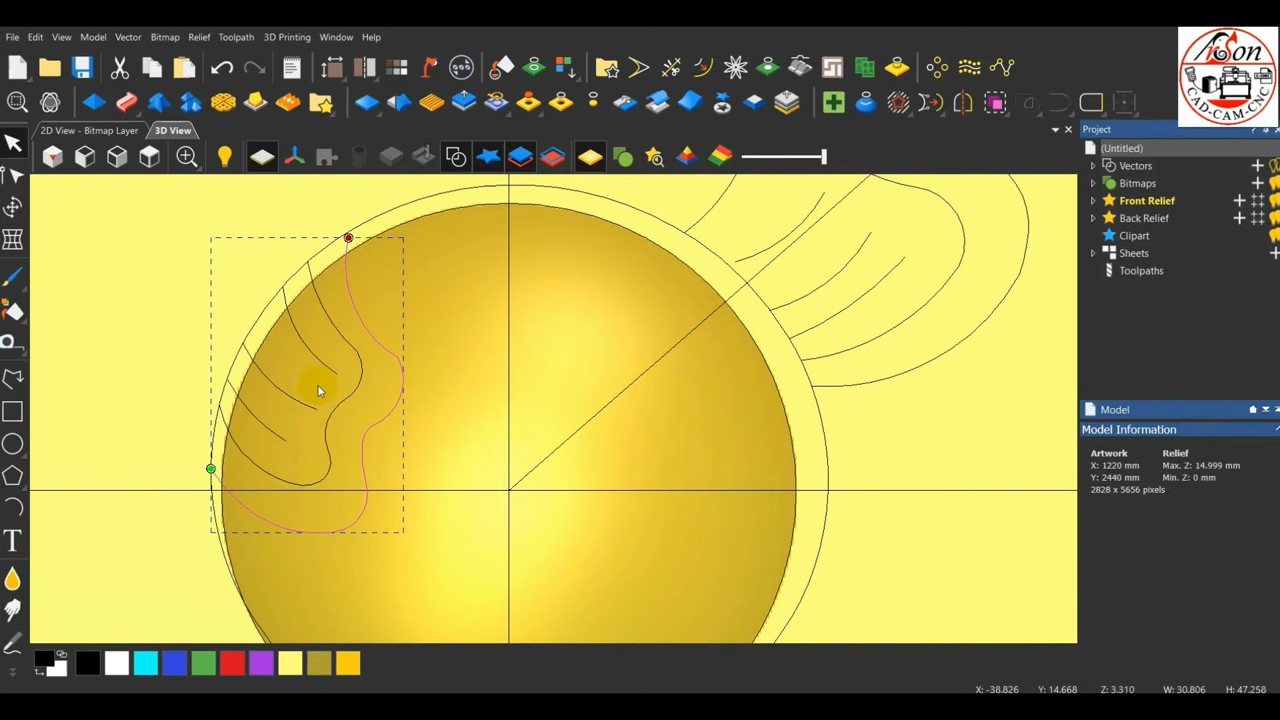 File Edit View Model Vector Bitmap Relief Toolpath 3D Printing Window Help
CAD-CAM-CNC
2D View - Bitmap Layer 3D View
Project
(Untitled)
Vectors
Bitmaps
Front Relief
Back Relief
Clipart
Sheets
Toolpaths
Model
Model Information
Artwork Relief
X: 1220 mm Max. Z: 14.999 mm
Y: 2440 mm Min. Z: 0 mm
2828 x 5656 pixels
T
X: -38.826 Y: 14.668 Z: 3.310 W: 30.806 H: 47.258